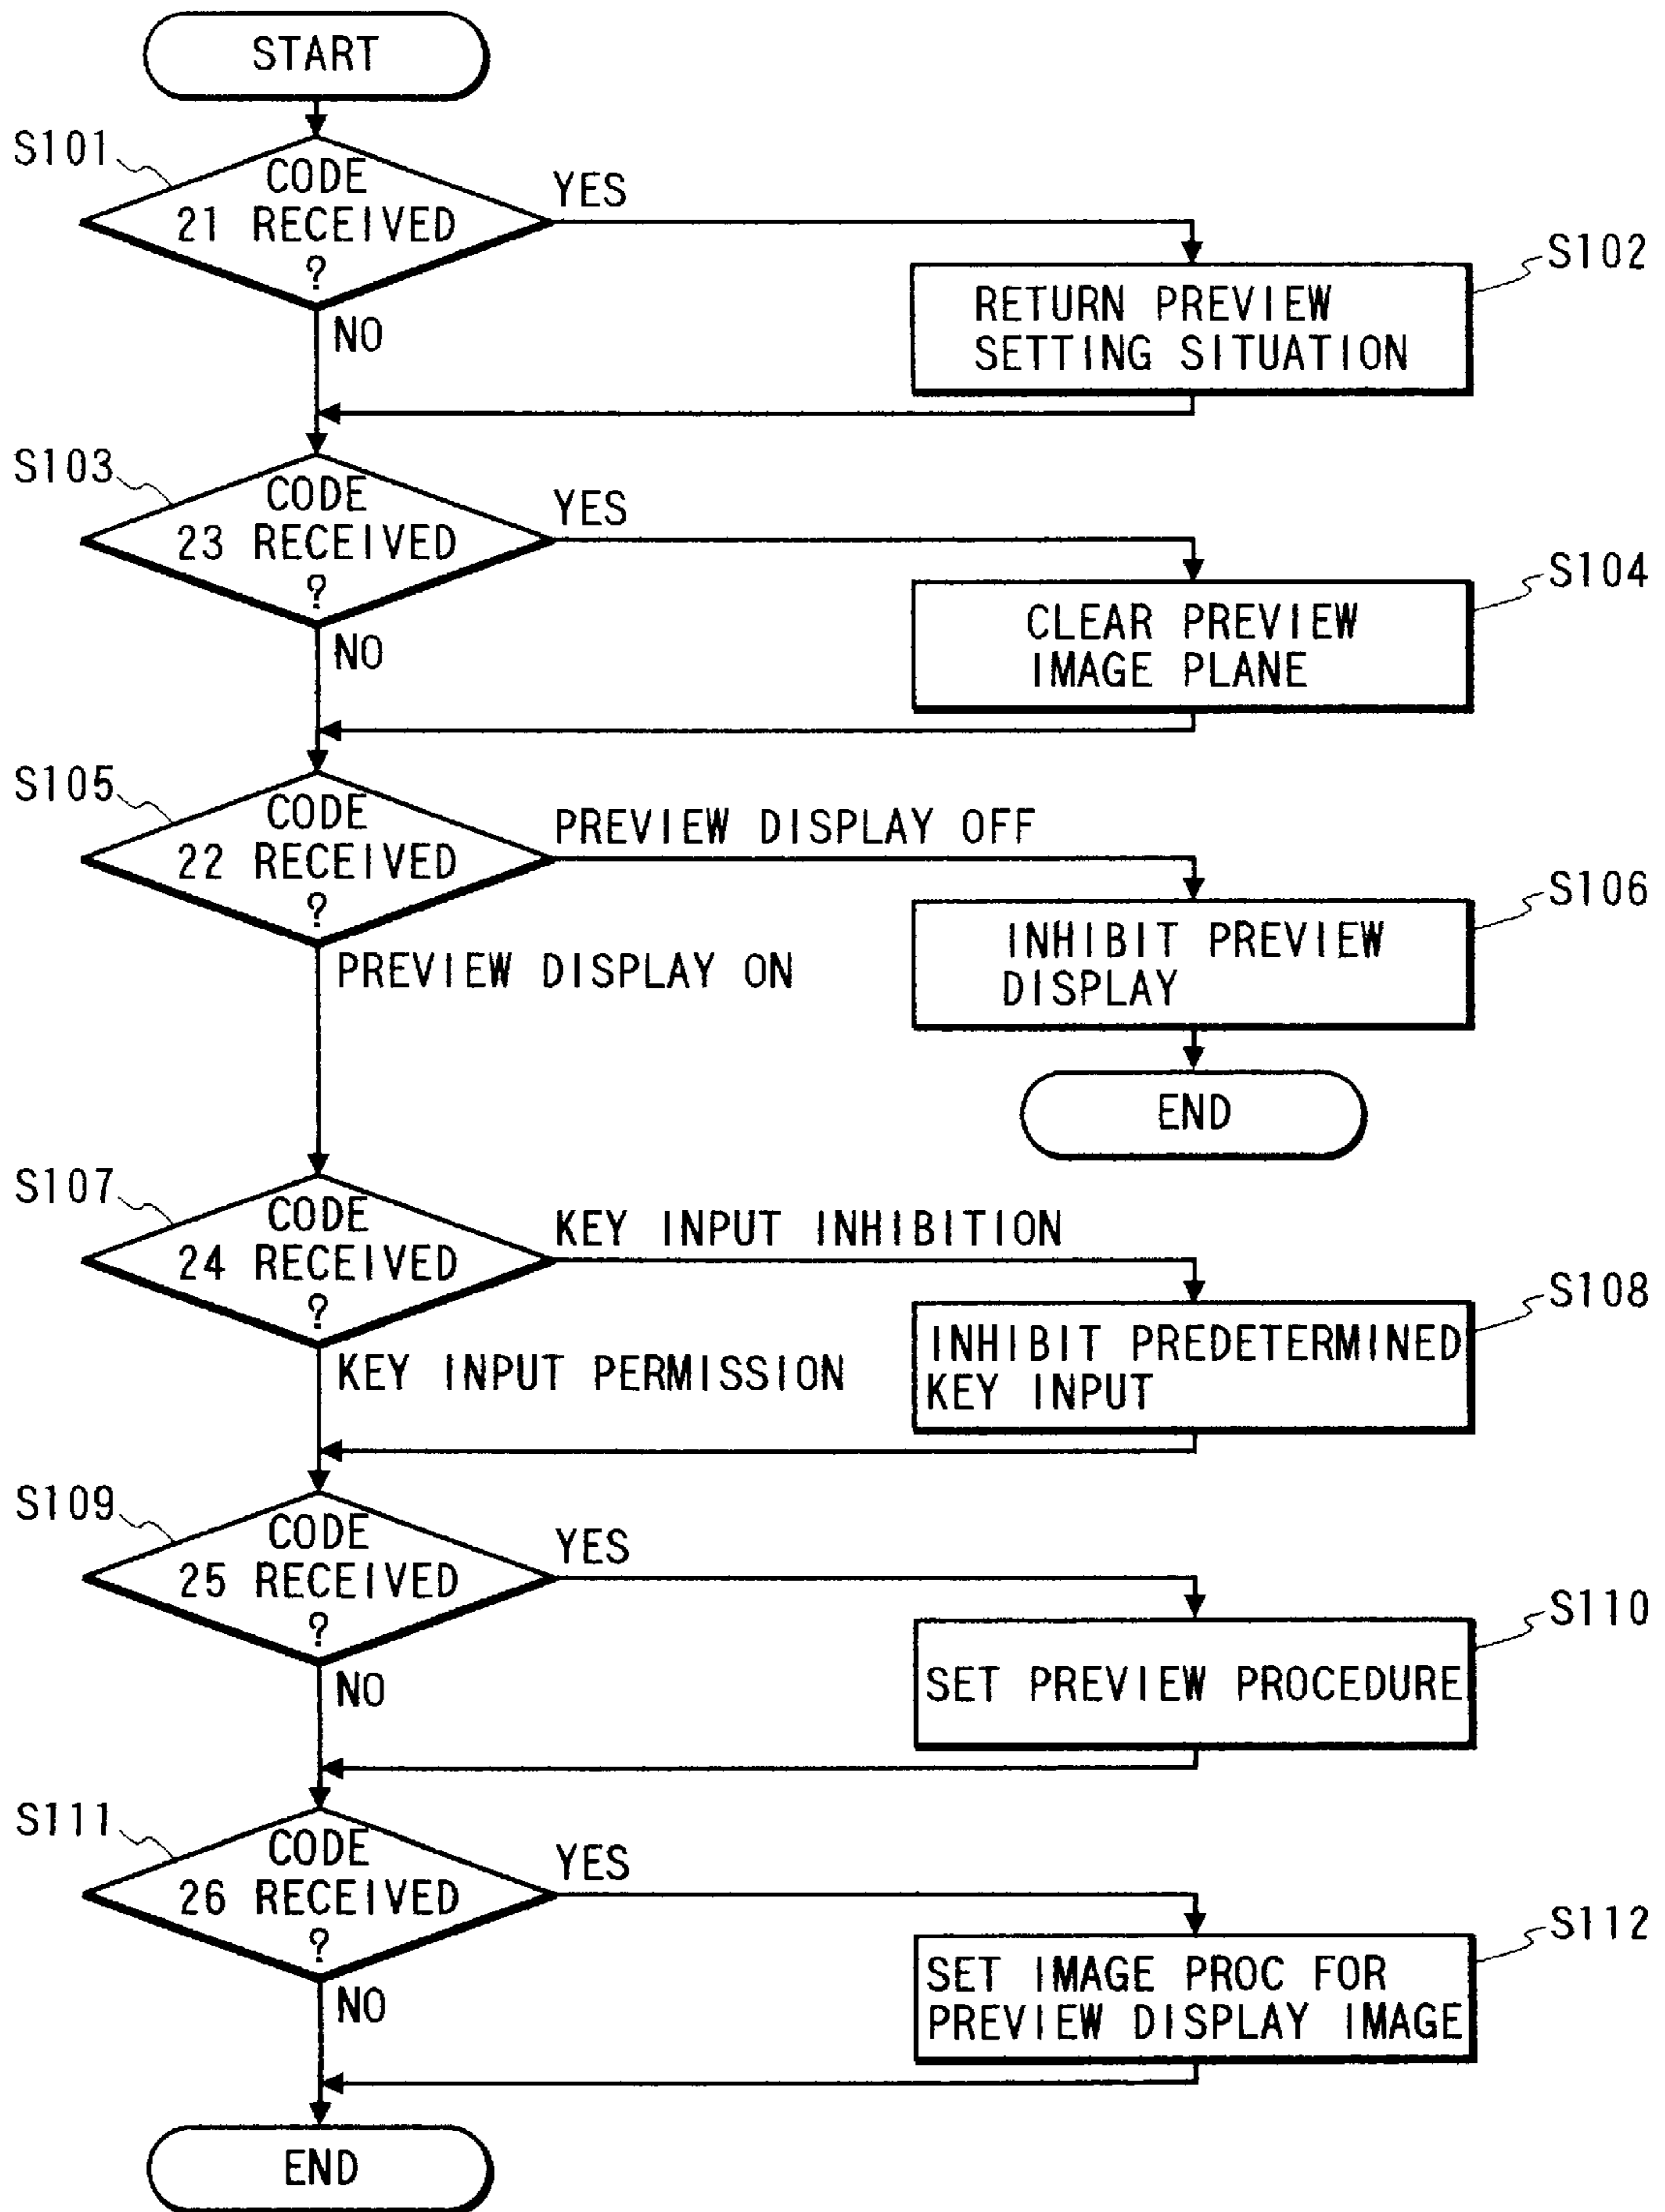 START
S101
CODE
21 RECEIVED
?
YES
NO
S102
RETURN PREVIEW
SETTING SITUATION
S103
CODE
23 RECEIVED
?
YES
NO
S104
CLEAR PREVIEW
IMAGE PLANE
S105
CODE
22 RECEIVED
?
PREVIEW DISPLAY OFF
PREVIEW DISPLAY ON
S106
INHIBIT PREVIEW
DISPLAY
END
S107
CODE
24 RECEIVED
?
KEY INPUT INHIBITION
KEY INPUT PERMISSION
S108
INHIBIT PREDETERMINED
KEY INPUT
S109
CODE
25 RECEIVED
?
YES
NO
S110
SET PREVIEW PROCEDURE
S111
CODE
26 RECEIVED
?
YES
NO
S112
SET IMAGE PROC FOR
PREVIEW DISPLAY IMAGE
END